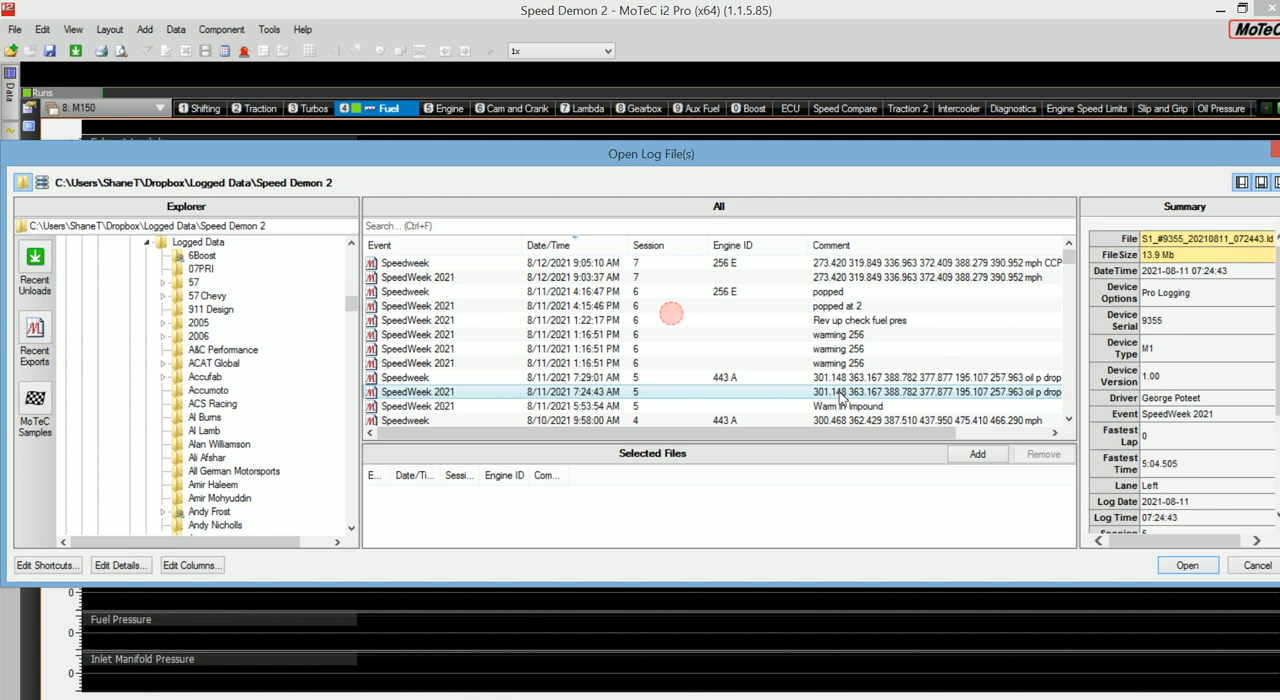 Speed Demon 2 - MoTeC i2 Pro (x64) (1.1.5.85)
File Edit View Layout Add Data Component Tools Help
MoTeC
1x
Data
Runs
8: M150 1 Shifting 2 Traction 3 Turbos 4 Fuel 5 Engine 6 Cam and Crank 7 Lambda 8 Gearbox 9 Aux Fuel 0 Boost ECU Speed Compare Traction 2 Intercooler Diagnostics Engine Speed Limits Slip and Grip Oil Pressure
Open Log File(s)
C:\Users\ShaneT\Dropbox\Logged Data\Speed Demon 2
Explorer
C:\Users\ShaneT\Dropbox\Logged Data\Speed Demon 2
Recent
Unloads
Recent
Exports
MoTeC
Samples
Logged Data
6Boost
07PRI
57
57 Chevy
911 Design
2005
2006
A&C Performance
ACAT Global
Accufab
Accumoto
ACS Racing
Al Burns
Al Lamb
Alan Williamson
Ali Afshar
All German Motorsports
Amir Haleem
Amir Mohyuddin
Andy Frost
Andy Nicholls
All
Search... (Ctrl+F)
Event Date/Time Session Engine ID Comment
Speedweek 8/12/2021 9:05:10 AM 7 256 E 273.420 319.849 336.963 372.409 388.279 390.952 mph CCP
SpeedWeek 2021 8/12/2021 9:03:37 AM 7 273.420 319.849 336.963 372.409 388.279 390.952 mph
Speedweek 8/11/2021 4:16:47 PM 6 256 E popped
SpeedWeek 2021 8/11/2021 4:15:46 PM 6 popped at 2
SpeedWeek 2021 8/11/2021 1:22:17 PM 6 Rev up check fuel pres
SpeedWeek 2021 8/11/2021 1:16:51 PM 6 warming 256
SpeedWeek 2021 8/11/2021 1:16:51 PM 6 warming 256
SpeedWeek 2021 8/11/2021 1:16:51 PM 6 warming 256
Speedweek 8/11/2021 7:29:01 AM 5 443 A 301.148 363.167 388.782 377.877 195.107 257.963 oil p drop
SpeedWeek 2021 8/11/2021 7:24:43 AM 5 301.148 363.167 388.782 377.877 195.107 257.963 oil p drop
SpeedWeek 2021 8/11/2021 5:53:54 AM 5 Warm in Impound
Speedweek 8/10/2021 9:58:00 AM 4 443 A 300.468 362.429 387.510 437.950 475.410 466.290 mph
Selected Files
Add Remove
E... Date/Ti... Sessi... Engine ID Com...
Summary
File S1_#9355_20210811_072443.ld
FileSize 13.9 Mb
DateTime 2021-08-11 07:24:43
Device Options Pro Logging
Device Serial 9355
Device Type M1
Device Version 1.00
Driver George Poteet
Event SpeedWeek 2021
Fastest Lap 0
Fastest Time 5:04.505
Lane Left
Log Date 2021-08-11
Log Time 07:24:43
Edit Shortcuts... Edit Details... Edit Columns...
Open Cancel
0
Fuel Pressure
0
Inlet Manifold Pressure
0